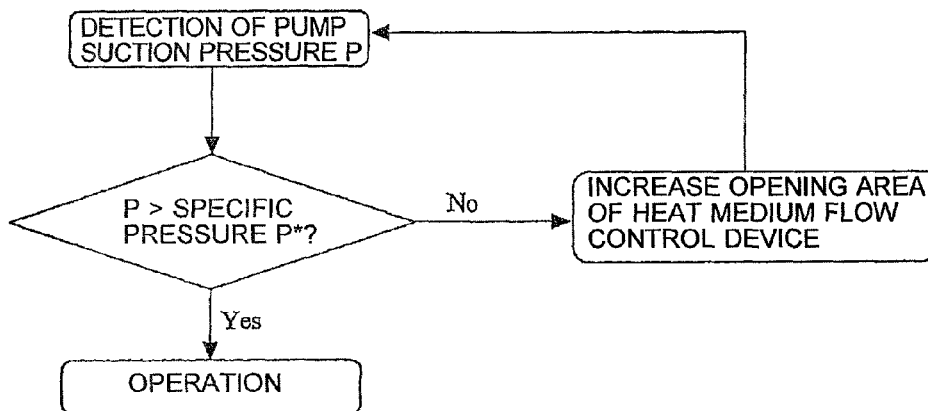 DETECTION OF PUMP
SUCTION PRESSURE P
P > SPECIFIC
PRESSURE P*?
No
INCREASE OPENING AREA
OF HEAT MEDIUM FLOW
CONTROL DEVICE
Yes
OPERATION